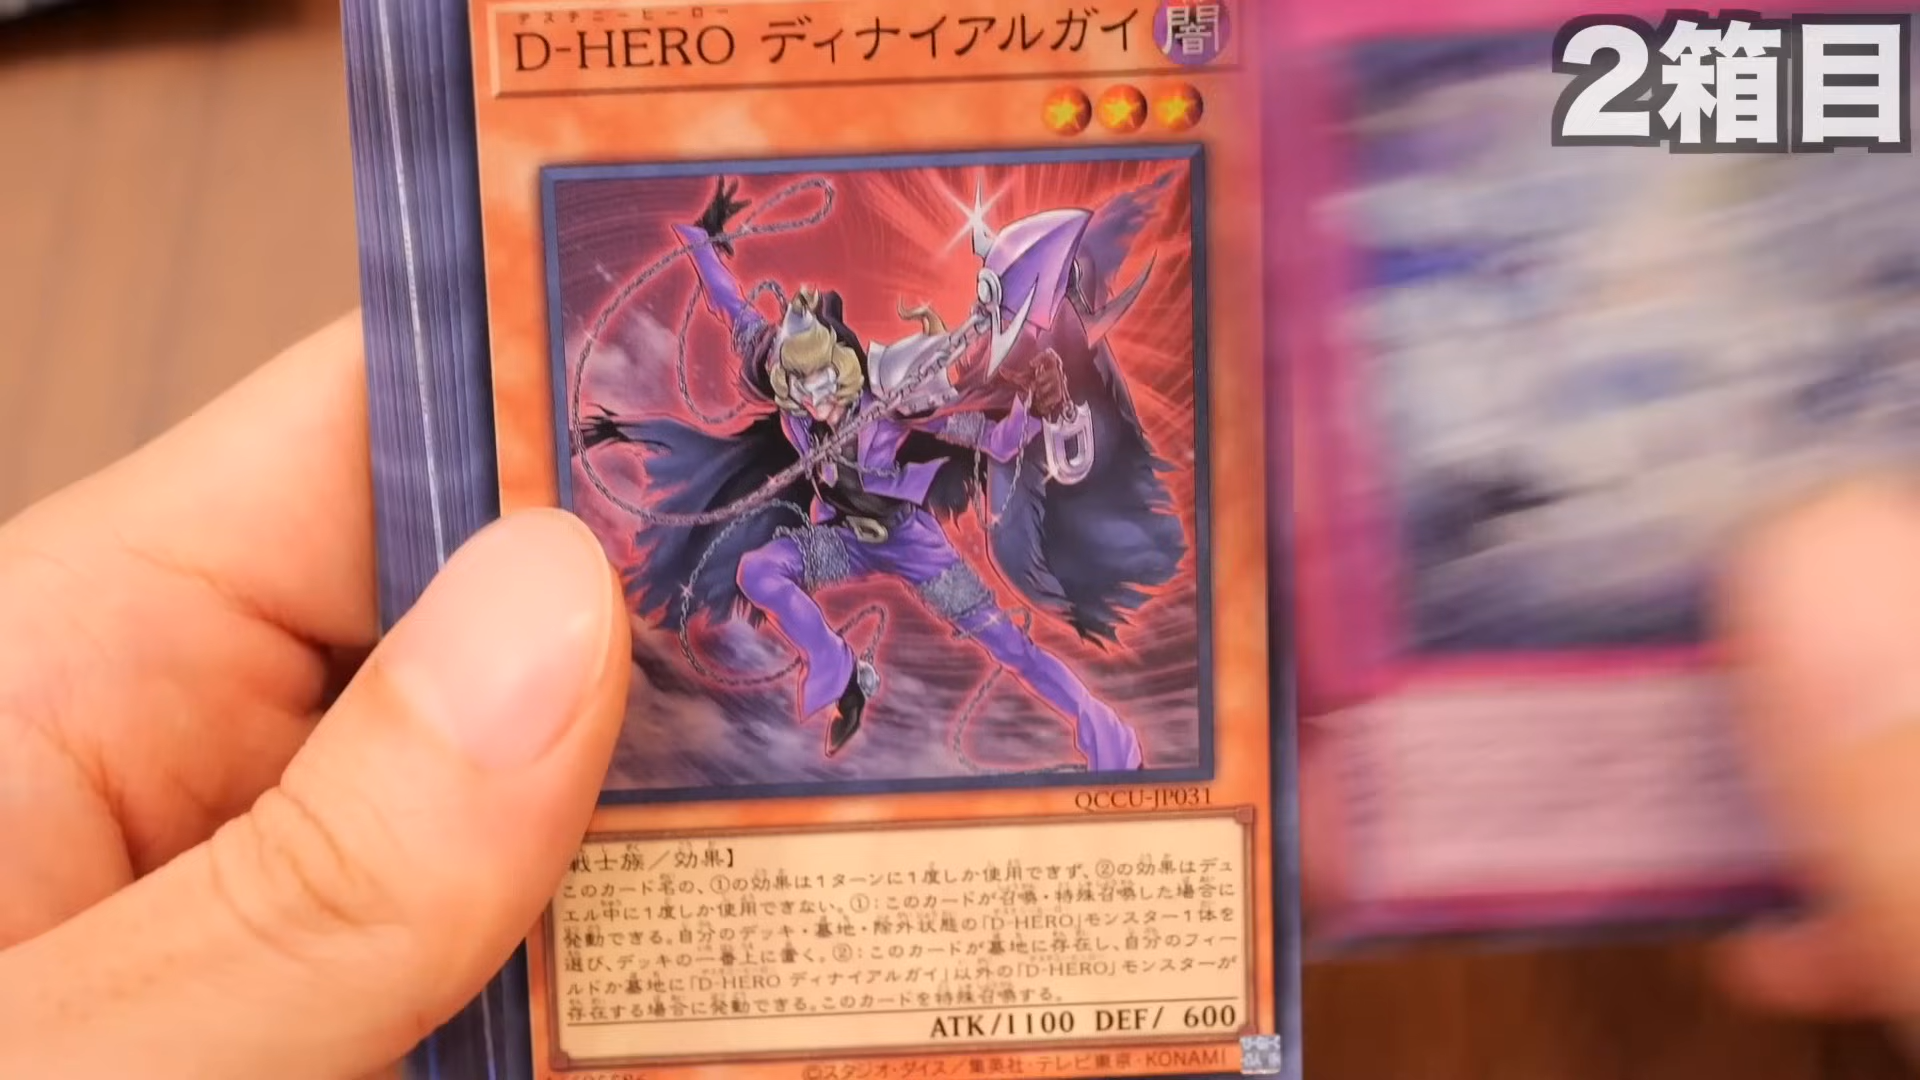 2箱目
デステニーヒーロー
D-HERO ディナイアルガイ
闇
QCCU-JP031
戦士族／効果】
このカード名の、①の効果は1ターンに1度しか使用できず、②の効果はデュ
エル中に1度しか使用できない。①：このカードが召喚・特殊召喚した場合に
発動できる。自分のデッキ・墓地・除外状態の「D-HERO」モンスター1体を
選び、デッキの一番上に置く。②：このカードが墓地に存在し、自分のフィー
ルドか墓地に「D-HERO ディナイアルガイ」以外の「D-HERO」モンスターが
存在する場合に発動できる。このカードを特殊召喚する。
ATK/1100 DEF/ 600
©スタジオ・ダイス／集英社・テレビ東京・KONAMI